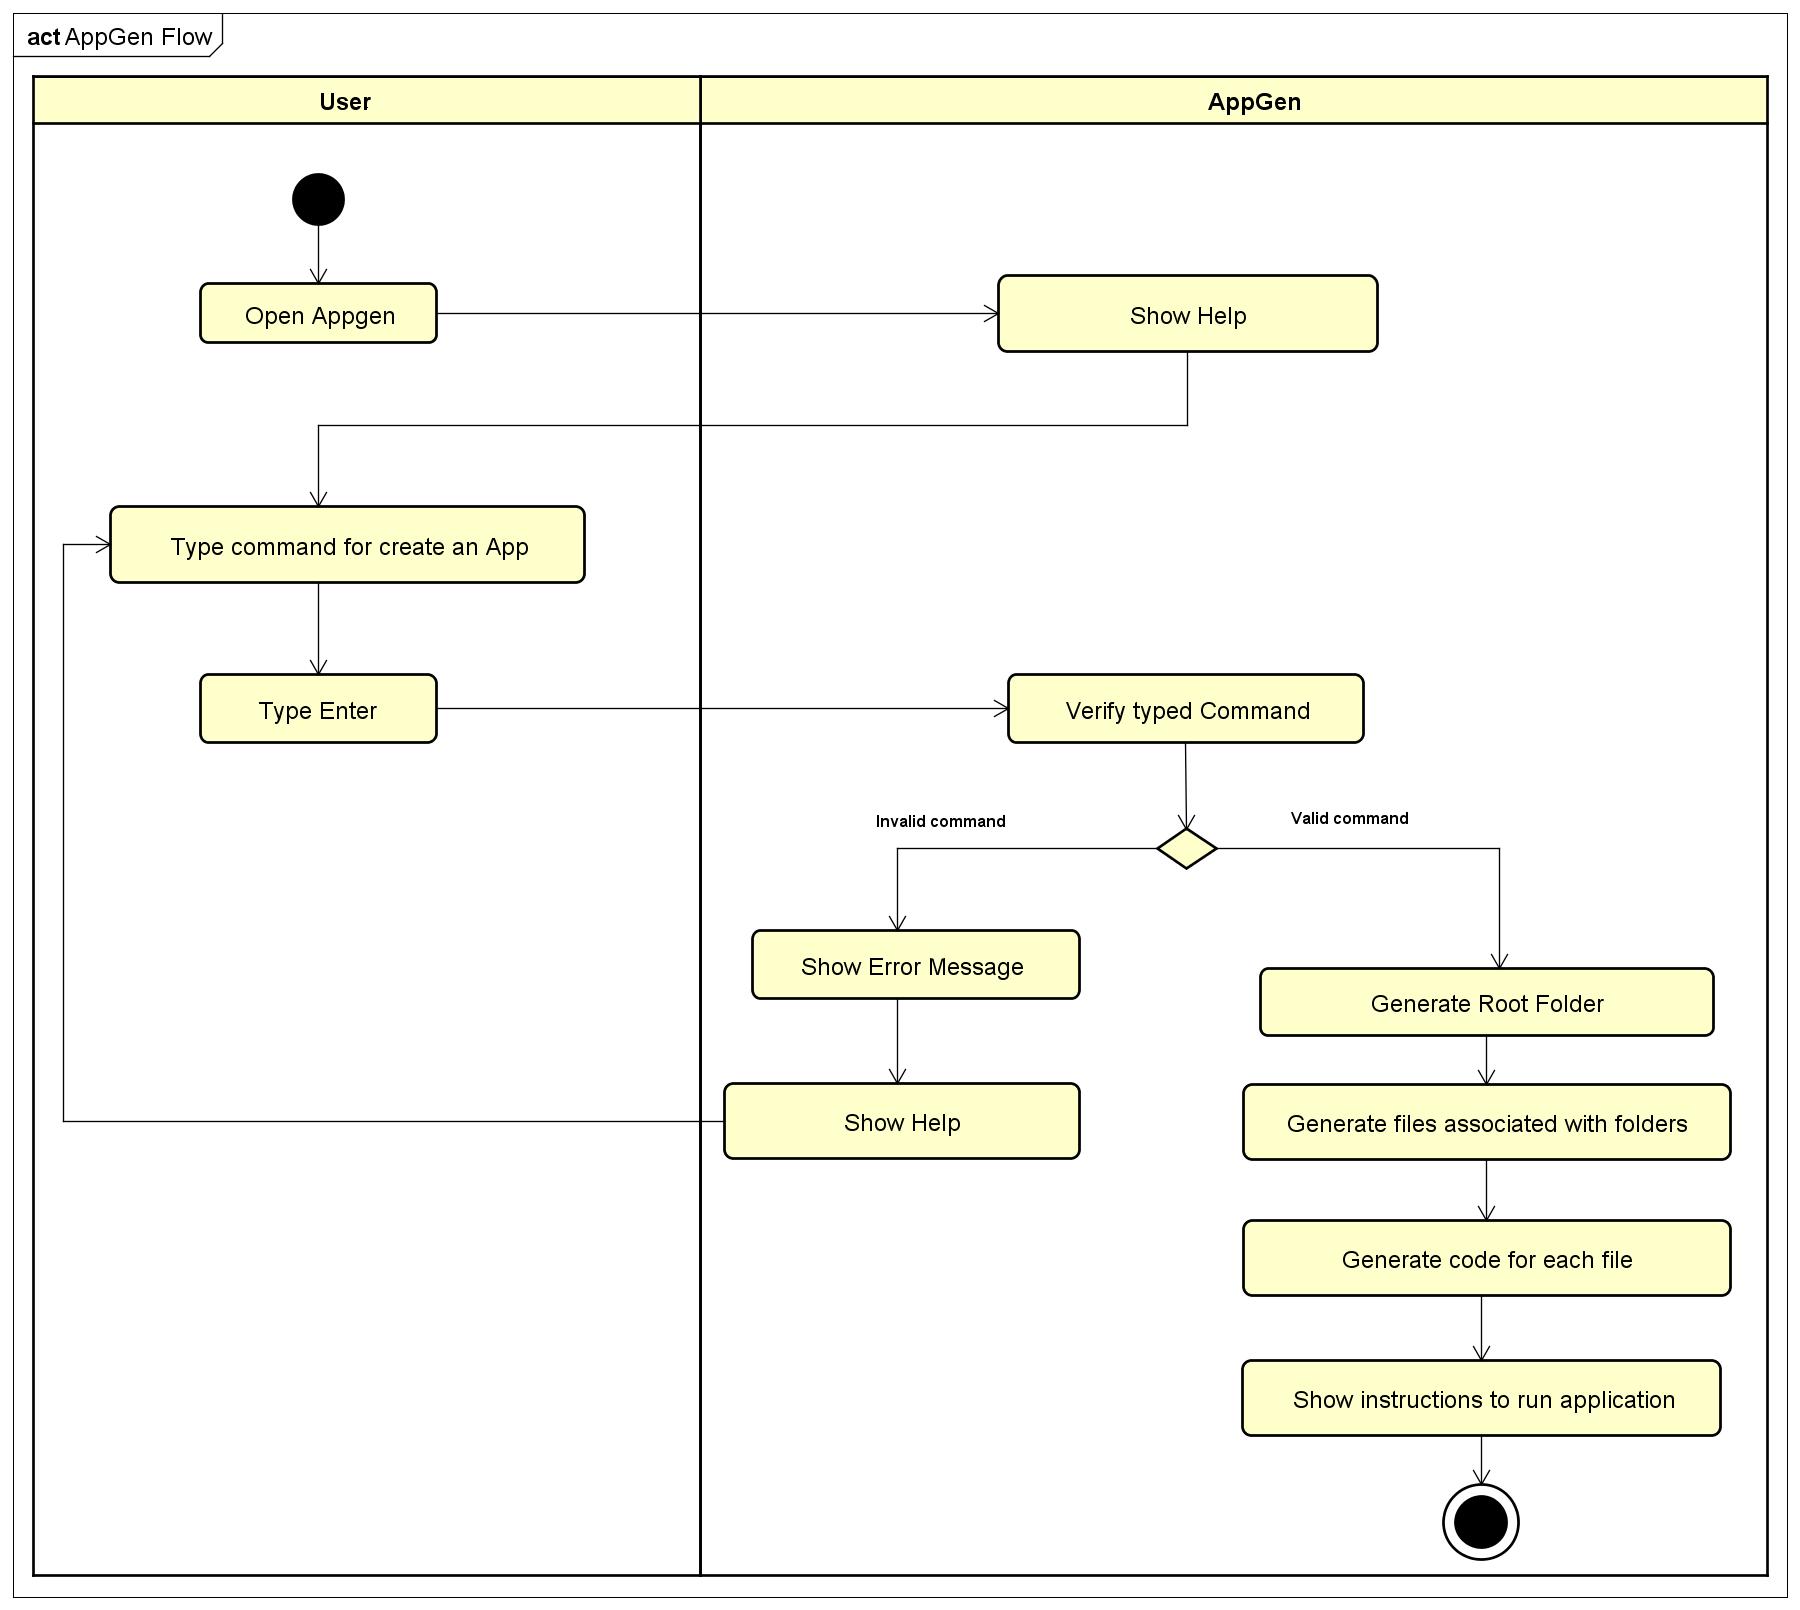 act AppGen Flow
User
AppGen
Open Appgen
Show Help
Type command for create an App
Type Enter
Verify typed Command
Invalid command
Valid command
Show Error Message
Generate Root Folder
Show Help
Generate files associated with folders
Generate code for each file
Show instructions to run application